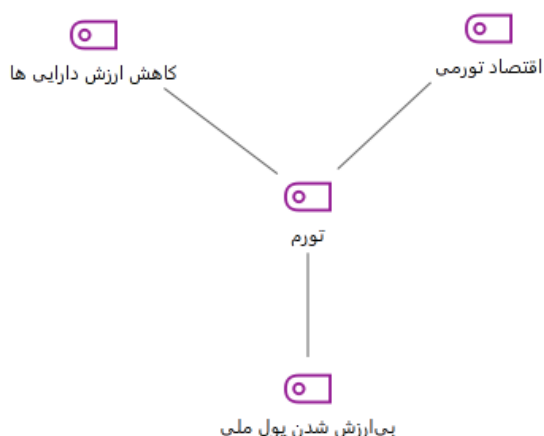 اقتصاد تورمی
کاهش ارزش دارایی ها
تورم
بی‌ارزش شدن پول ملی